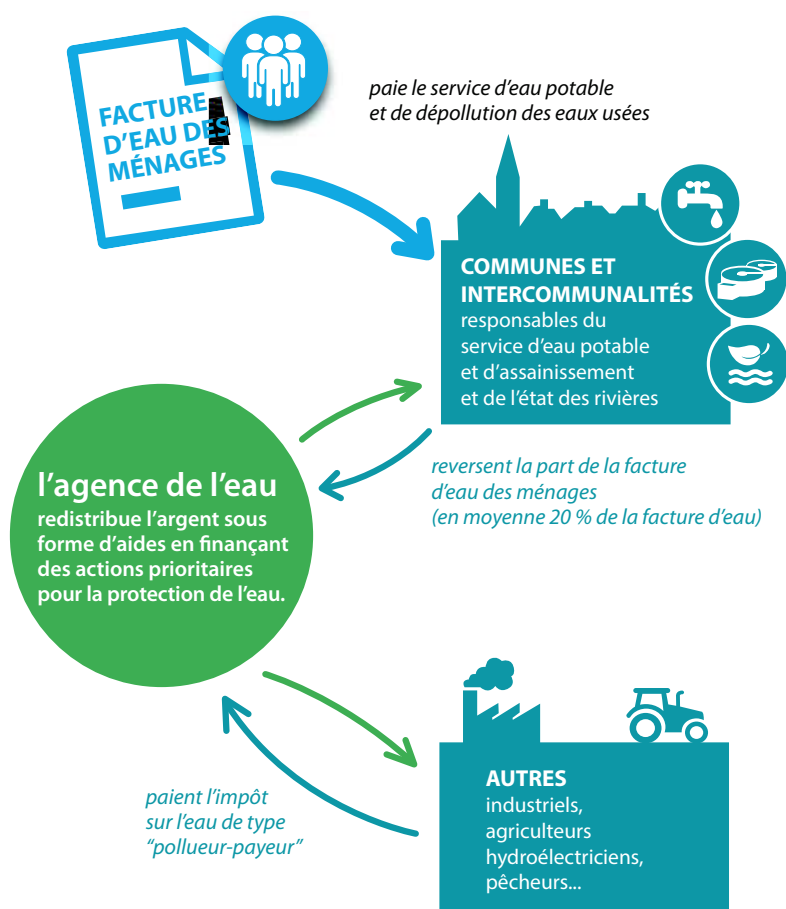 FACTURE
D'EAU DES
MÉNAGES
paie le service d'eau potable
et de dépollution des eaux usées
COMMUNES ET
INTERCOMMUNALITÉS
responsables du
service d'eau potable
et d'assainissement
et de l'état des rivières
reversent la part de la facture
d'eau des ménages
(en moyenne 20 % de la facture d'eau)
l'agence de l'eau
redistribue l'argent sous
forme d'aides en finançant
des actions prioritaires
pour la protection de l'eau.
paient l'impôt
sur l'eau de type
“pollueur-payeur”
AUTRES
industriels,
agriculteurs
hydroélectriciens,
pêcheurs...